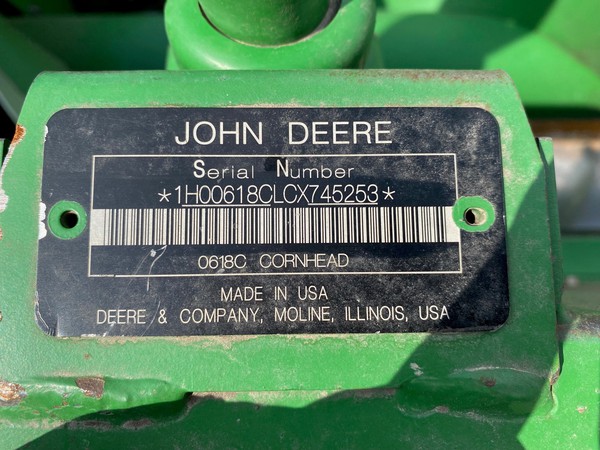 JOHN DEERE
Serial Number
*1H00618CLCX745253*
0618C CORNHEAD
MADE IN USA
DEERE & COMPANY, MOLINE, ILLINOIS, USA